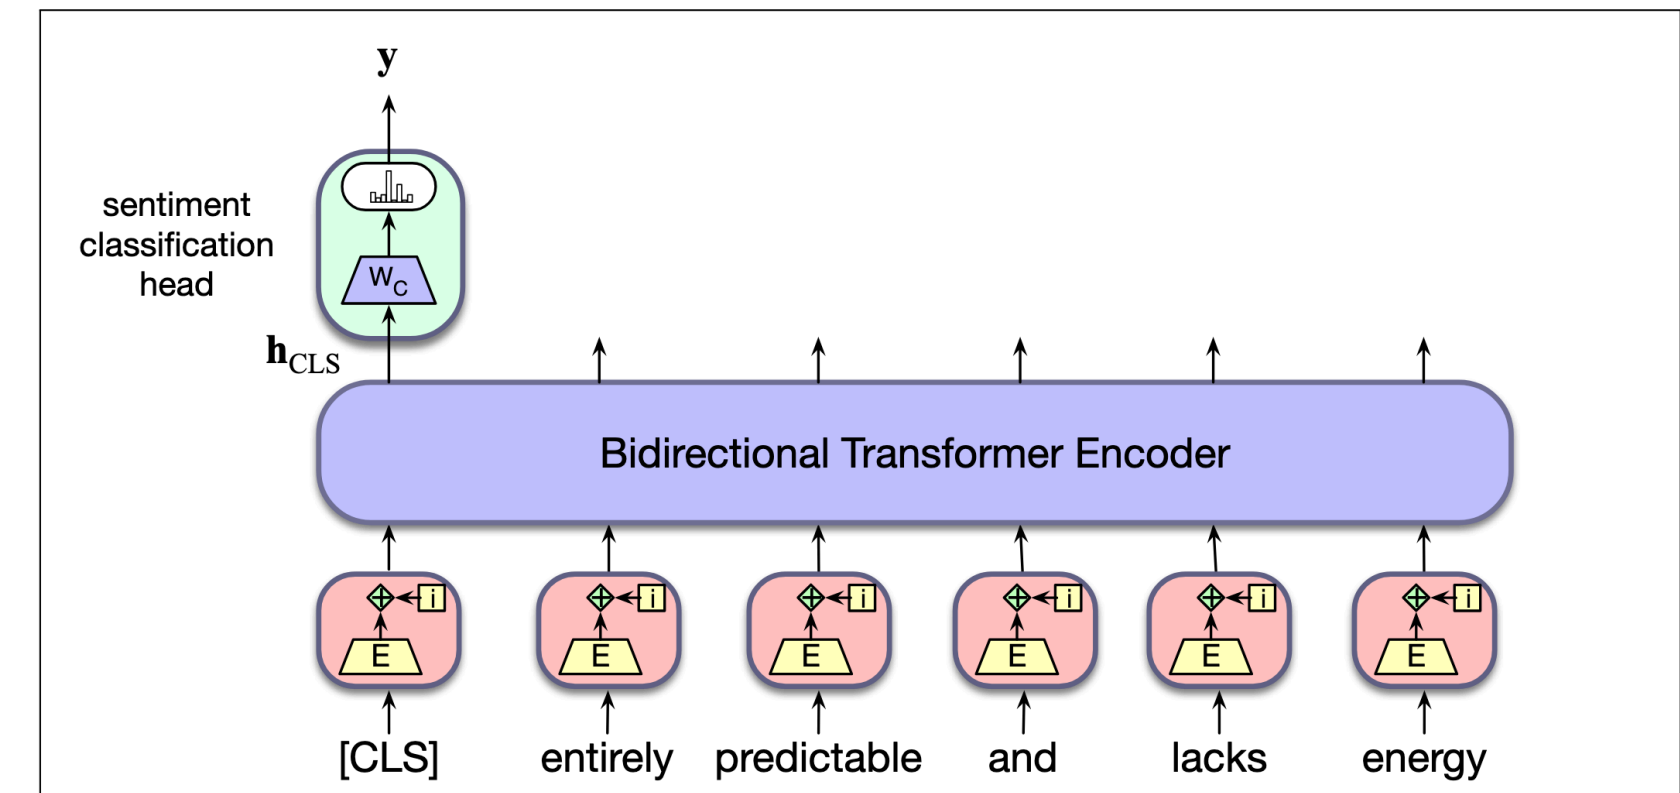 y
sentiment
classification
head
W_C
h_CLS
Bidirectional Transformer Encoder
i i i i i i
E E E E E E
[CLS] entirely predictable and lacks energy